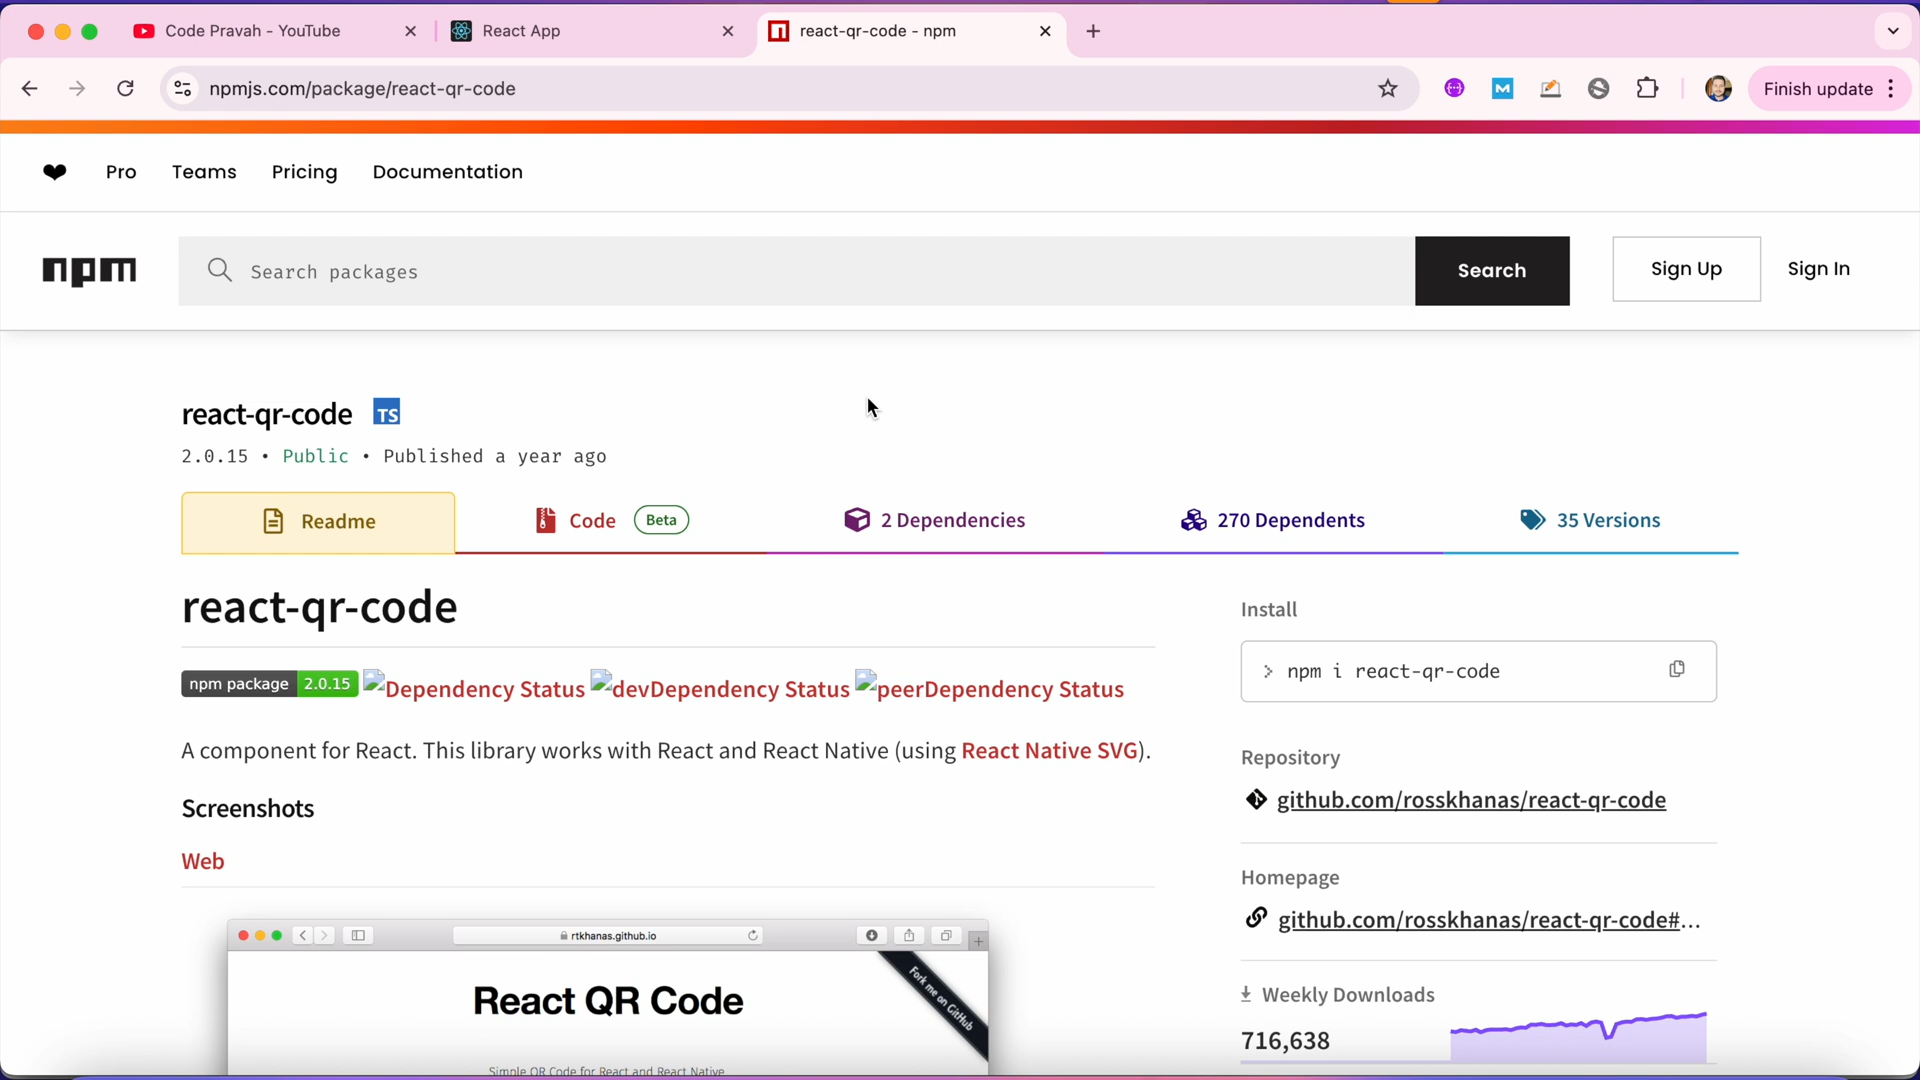 Code Pravah - YouTube
React App
react-qr-code - npm
npmjs.com/package/react-qr-code
Finish update
Pro
Teams
Pricing
Documentation
npm
Search packages
Search
Sign Up
Sign In
react-qr-code TS
2.0.15 • Public • Published a year ago
Readme
Code Beta
2 Dependencies
270 Dependents
35 Versions
react-qr-code
npm package 2.0.15 Dependency Status devDependency Status peerDependency Status
A component for React. This library works with React and React Native (using React Native SVG).
Screenshots
Web
rtkhanas.github.io
React QR Code
Fork me on GitHub
Simple QR Code for React and React Native
Install
> npm i react-qr-code
Repository
github.com/rosskhanas/react-qr-code
Homepage
github.com/rosskhanas/react-qr-code#...
Weekly Downloads
716,638